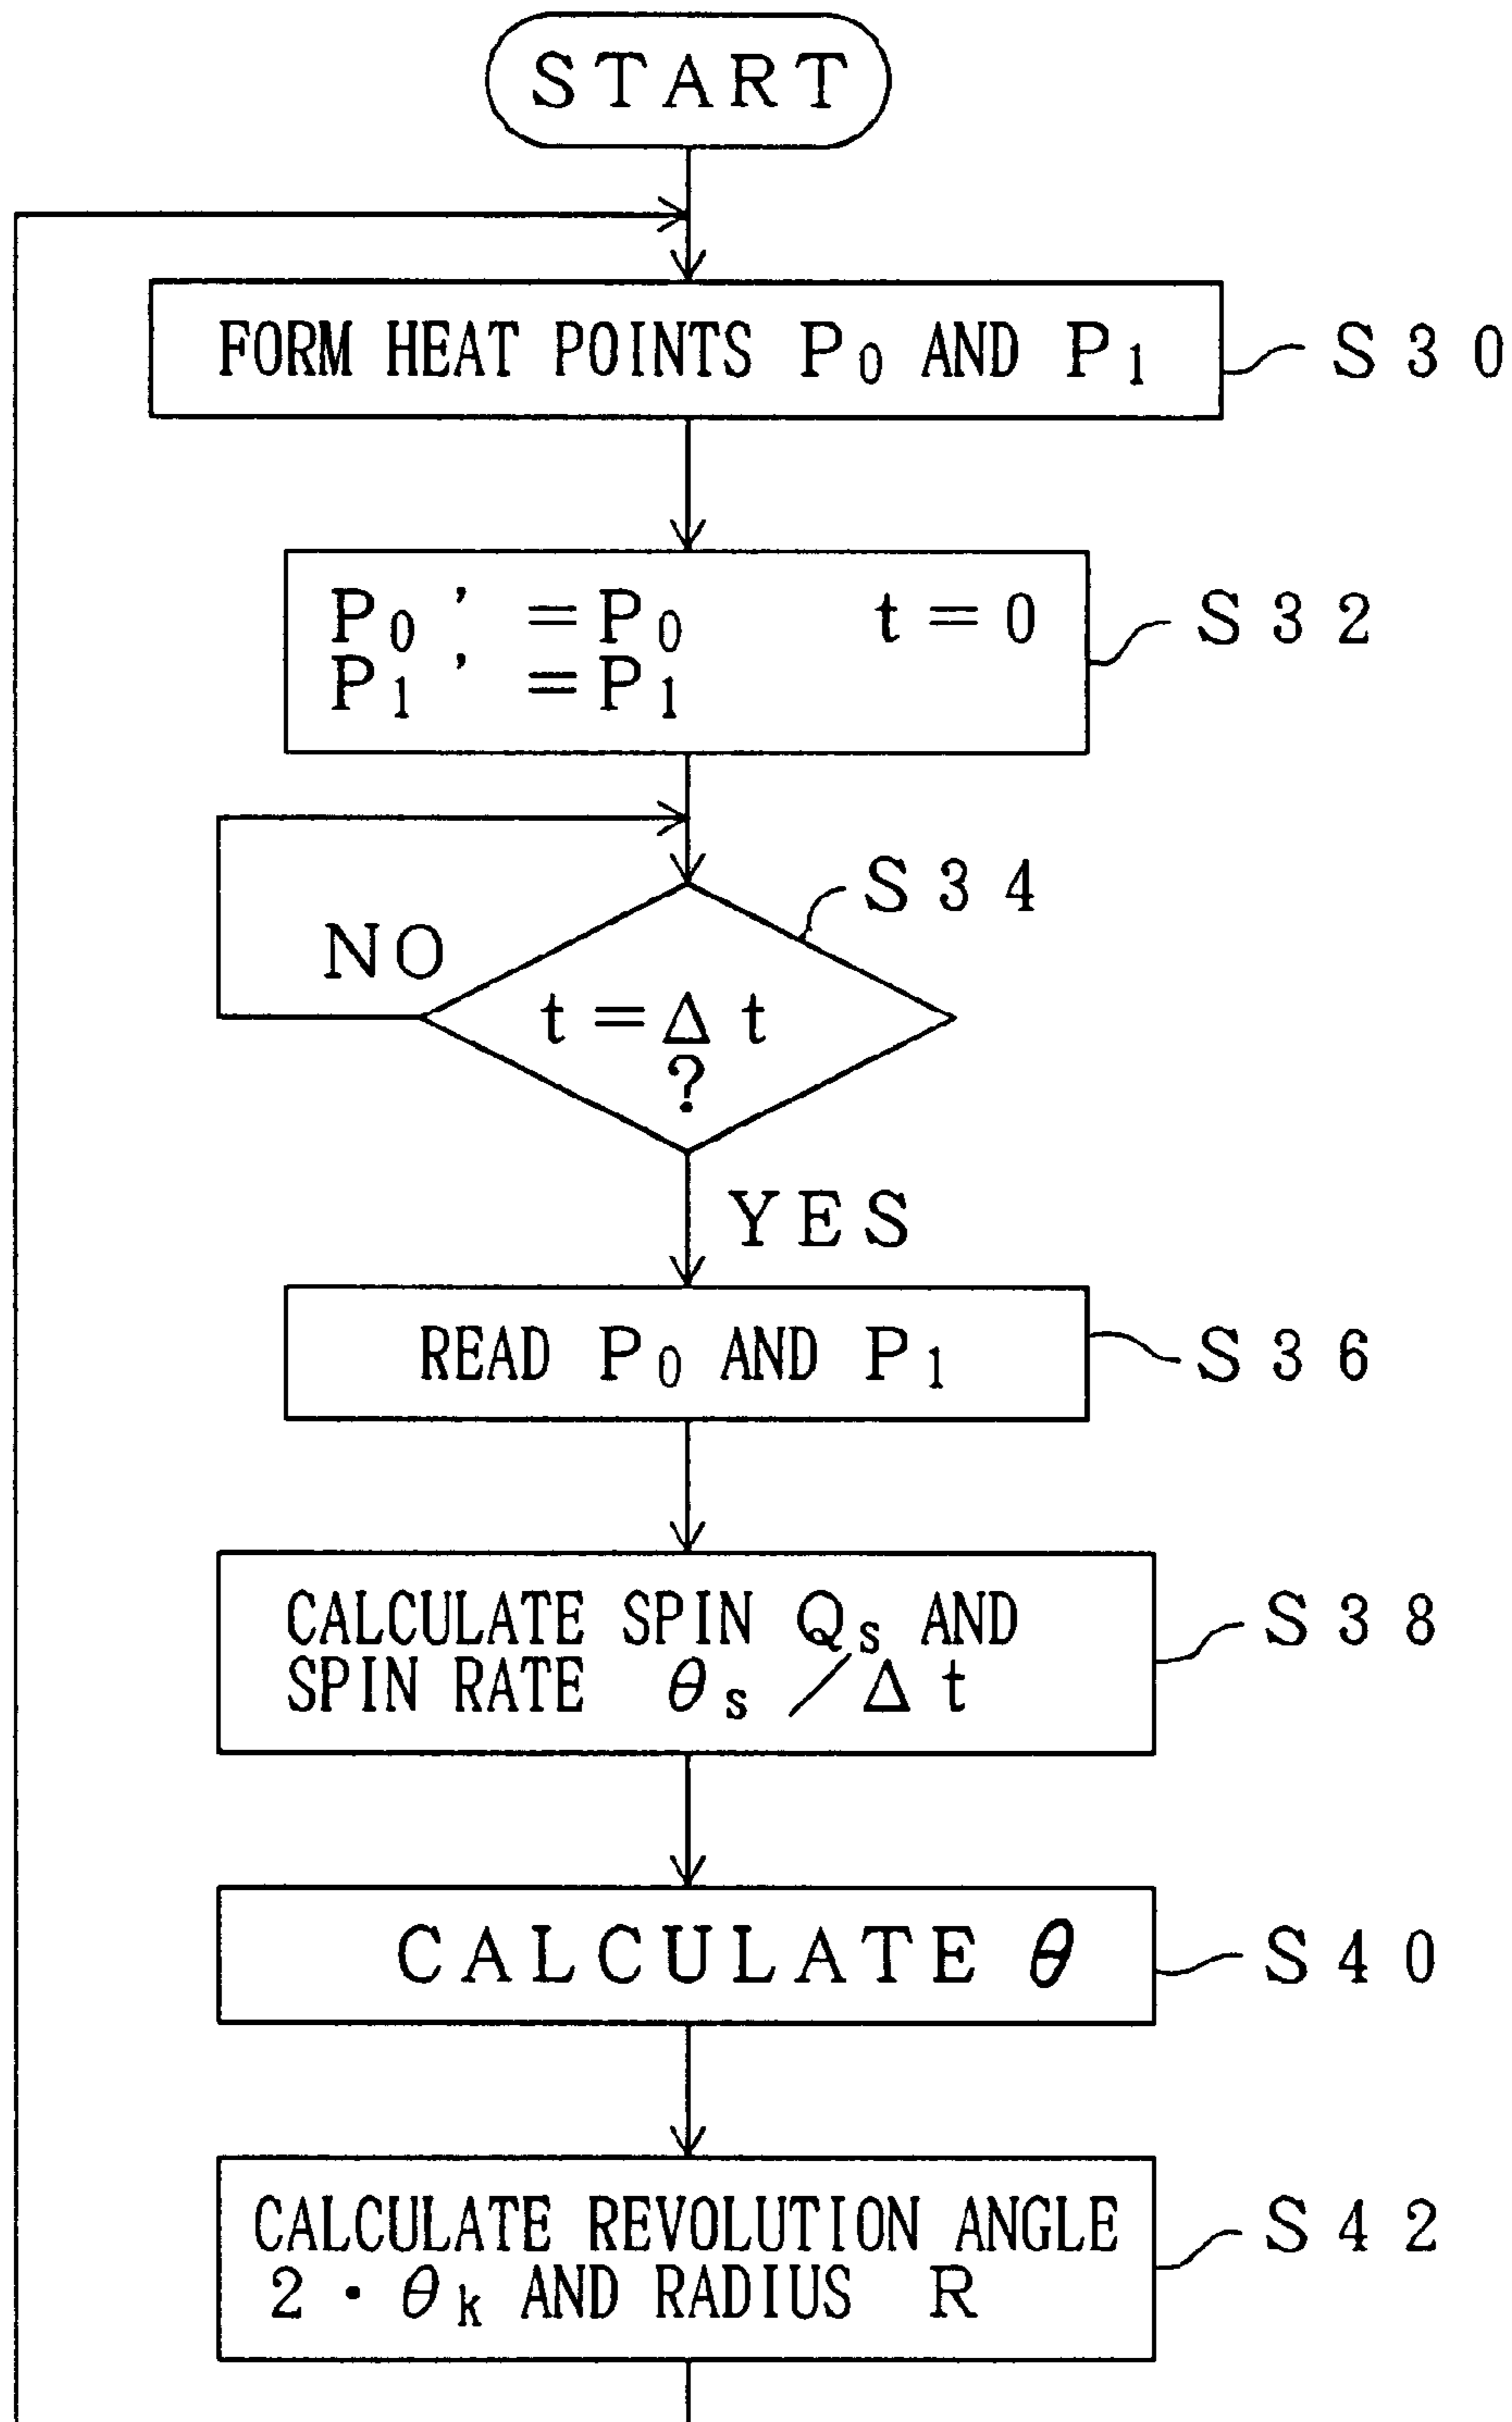 START
FORM HEAT POINTS P₀ AND P₁
S30
P₀' = P₀ t = 0
P₁' = P₁
S32
S34
NO
t = Δt
?
YES
READ P₀ AND P₁
S36
CALCULATE SPIN Qₛ AND
SPIN RATE θₛ/Δt
S38
CALCULATE θ
S40
CALCULATE REVOLUTION ANGLE
2・θₖ AND RADIUS R
S42